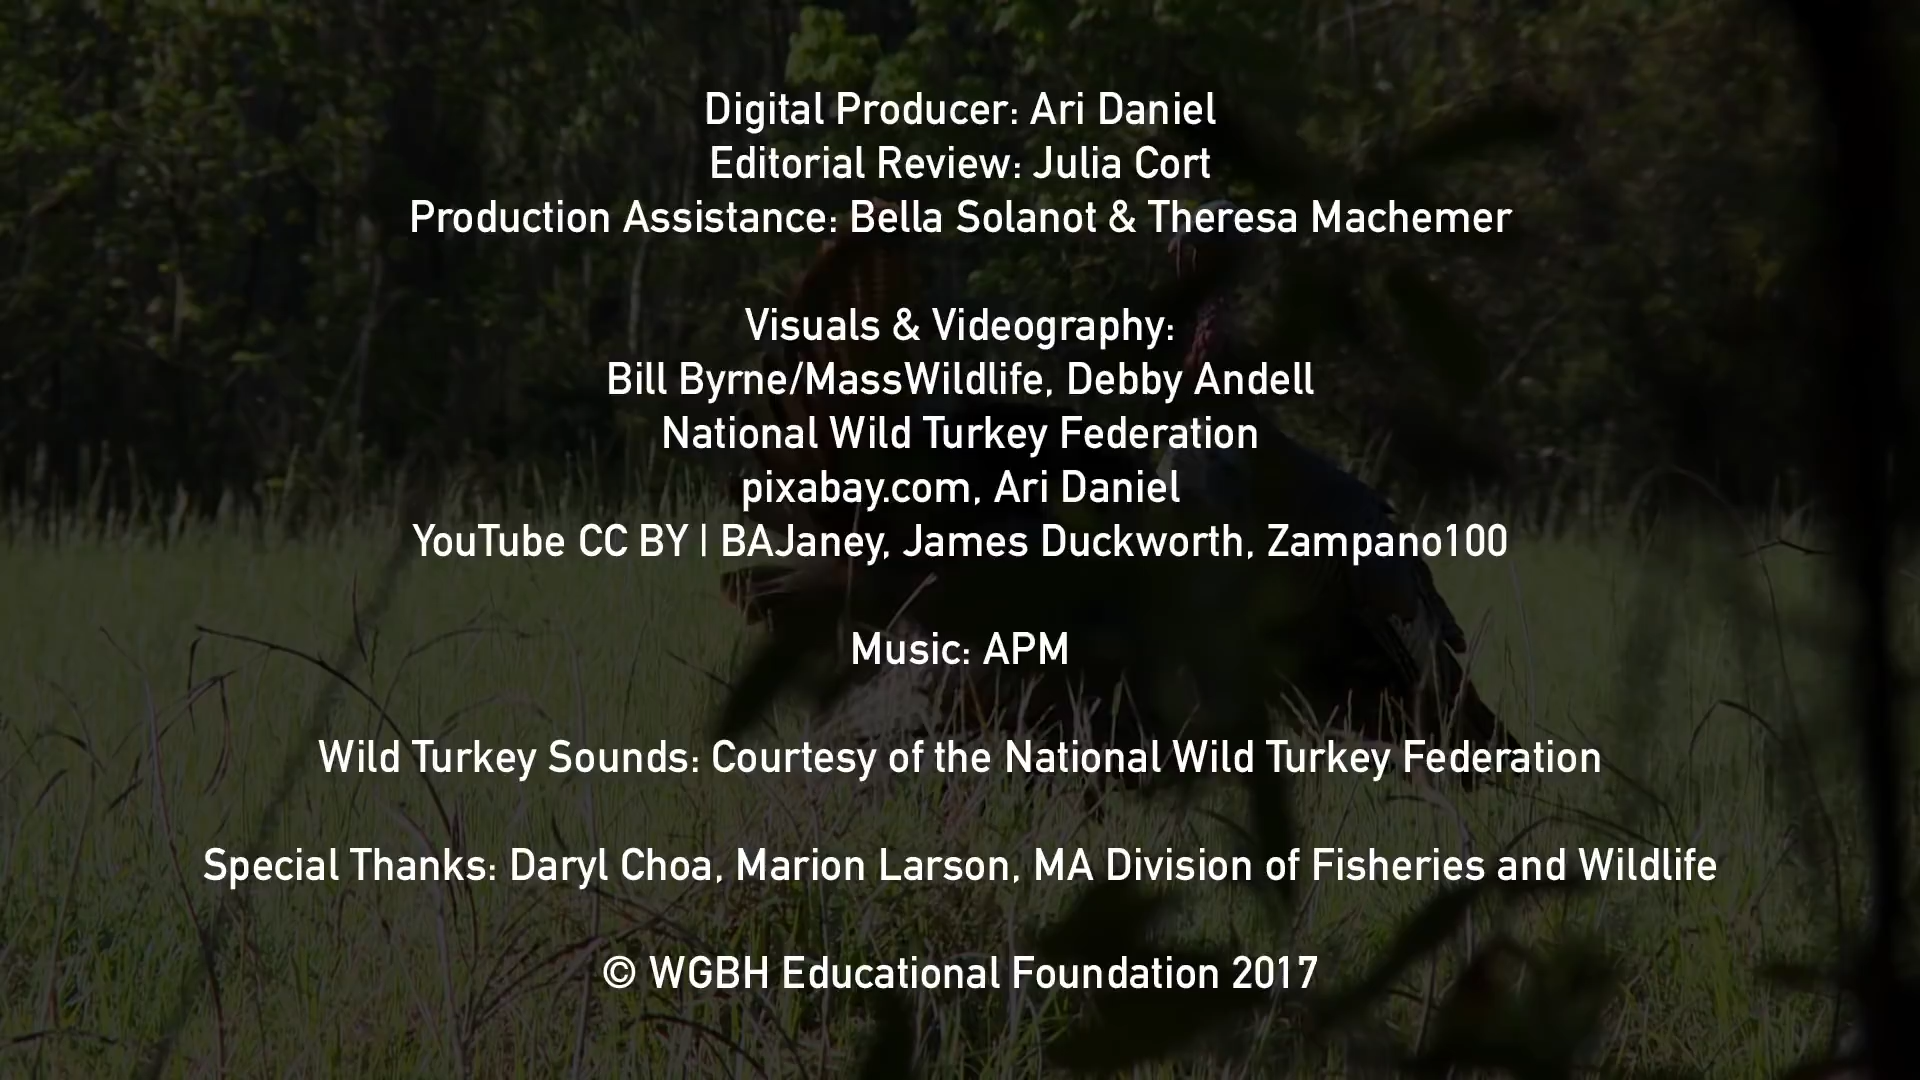 Digital Producer: Ari Daniel
Editorial Review: Julia Cort
Production Assistance: Bella Solanot & Theresa Machemer
Visuals & Videography:
Bill Byrne/MassWildlife, Debby Andell
National Wild Turkey Federation
pixabay.com, Ari Daniel
YouTube CC BY | BAJaney, James Duckworth, Zampano100
Music: APM
Wild Turkey Sounds: Courtesy of the National Wild Turkey Federation
Special Thanks: Daryl Choa, Marion Larson, MA Division of Fisheries and Wildlife
© WGBH Educational Foundation 2017